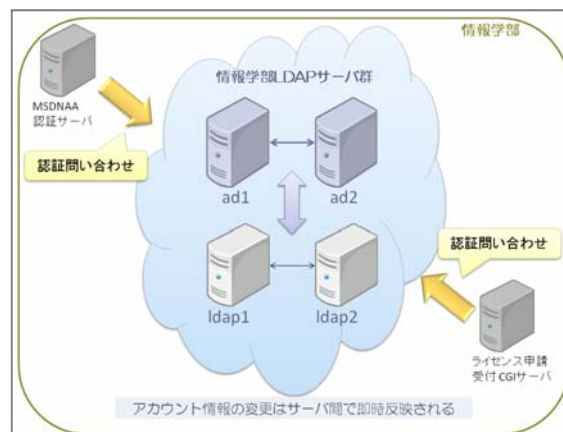 情報学部
MSDNAA
認証サーバ
情報学部LDAPサーバ群
認証問い合わせ
ad1
ad2
認証問い合わせ
ldap1
ldap2
ライセンス申請
受付CGIサーバ
アカウント情報の変更はサーバ間で即時反映される